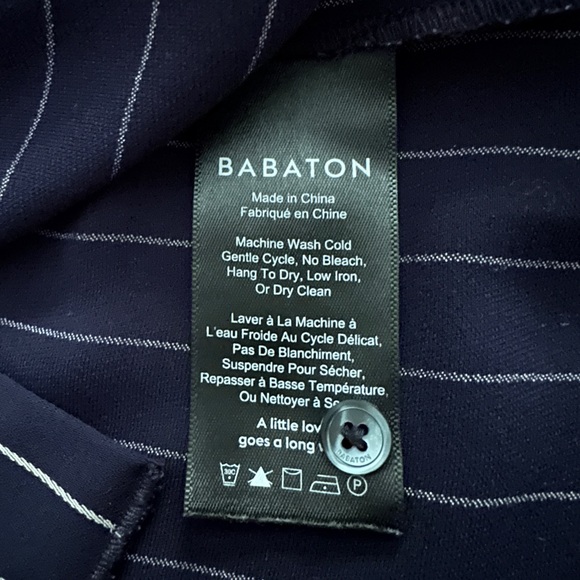 BABATON
Made in China
Fabriqué en Chine
Machine Wash Cold
Gentle Cycle, No Bleach,
Hang To Dry, Low Iron,
Or Dry Clean
Laver à La Machine à
L'eau Froide Au Cycle Délicat,
Pas De Blanchiment,
Suspendre Pour Sécher,
Repasser à Basse Température,
Ou Nettoyer à
A little
goes a long
BABATON
30C
P